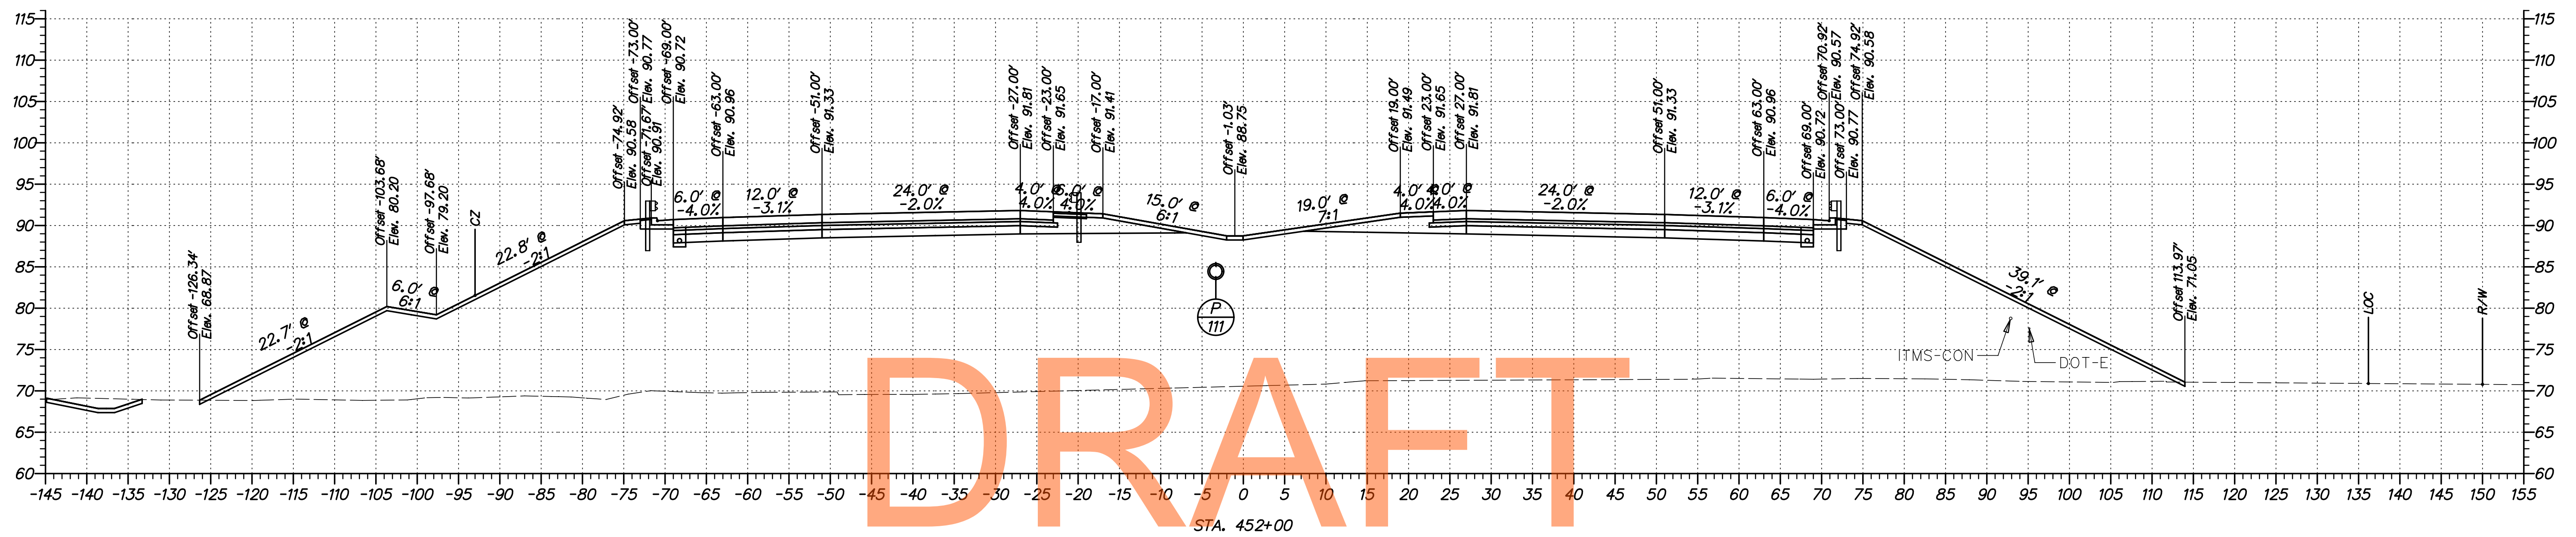 115
110
105
100
95
90
85
80
75
70
65
60
Offset -126.34'
Elev. 68.87
22.7' @
-2:1
Offset -103.68'
Elev. 80.20
6.0' @
6:1
Offset -97.68'
Elev. 79.20
CZ
22.8' @
-2:1
Offset -74.92'
Elev. 90.58
Offset -73.00'
Elev. 90.77
Offset -71.67'
Elev. 90.91
Offset -69.00'
Elev. 90.72
6.0' @
-4.0%
Offset -63.00'
Elev. 90.96
12.0' @
-3.1%
Offset -51.00'
Elev. 91.33
24.0' @
-2.0%
Offset -27.00'
Elev. 91.81
4.0' @
4.0%
Offset -23.00'
Elev. 91.65
6.0' @
4.0%
Offset -17.00'
Elev. 91.41
15.0' @
6:1
Offset -1.03'
Elev. 88.75
P
111
19.0' @
7:1
Offset 19.00'
Elev. 91.49
4.0' @
4.0%
Offset 23.00'
Elev. 91.65
4.0' @
-4.0%
Offset 27.00'
Elev. 91.81
24.0' @
-2.0%
Offset 51.00'
Elev. 91.33
12.0' @
-3.1%
Offset 63.00'
Elev. 90.96
6.0' @
-4.0%
Offset 69.00'
Elev. 90.72
Offset 70.92'
Elev. 90.57
Offset 73.00'
Elev. 90.77
Offset 74.92'
Elev. 90.58
39.1' @
-2:1
ITMS-CON
DOT-E
Offset 113.97'
Elev. 71.05
LOC
R/W
115
110
105
100
95
90
85
80
75
70
65
60
-145 -140 -135 -130 -125 -120 -115 -110 -105 -100 -95 -90 -85 -80 -75 -70 -65 -60 -55 -50 -45 -40 -35 -30 -25 -20 -15 -10 -5 0 5 10 15 20 25 30 35 40 45 50 55 60 65 70 75 80 85 90 95 100 105 110 115 120 125 130 135 140 145 150 155
STA. 452+00
DRAFT